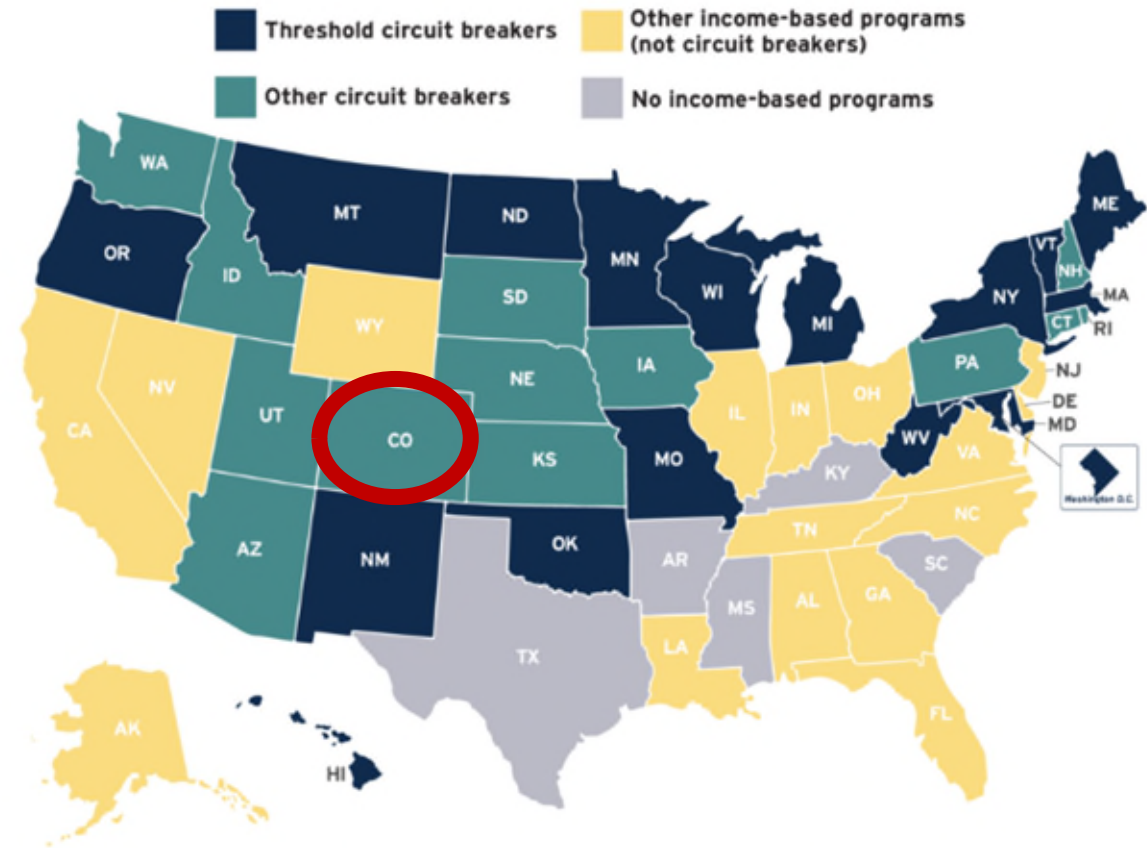 Threshold circuit breakers
Other income-based programs
(not circuit breakers)
Other circuit breakers
No income-based programs
WA
MT
ND
MN
ME
VT
NH
OR
ID
SD
WI
MI
NY
MA
CT
RI
WY
IA
PA
NJ
NE
NV
UT
CO
IL
IN
OH
DE
MD
CA
KS
MO
WV
VA
KY
Washington D.C.
AZ
NM
OK
TN
NC
AR
SC
MS
AL
GA
TX
LA
FL
AK
HI